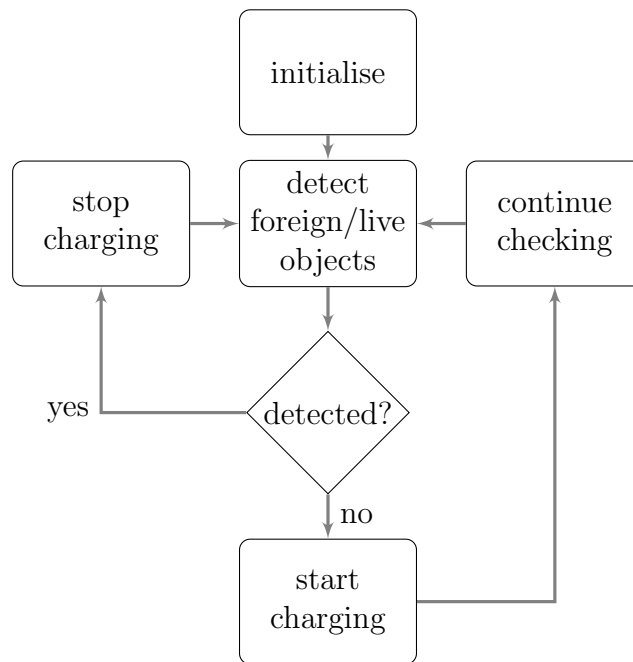 initialise
stop
charging
detect
foreign/live
objects
continue
checking
yes
detected?
no
start
charging